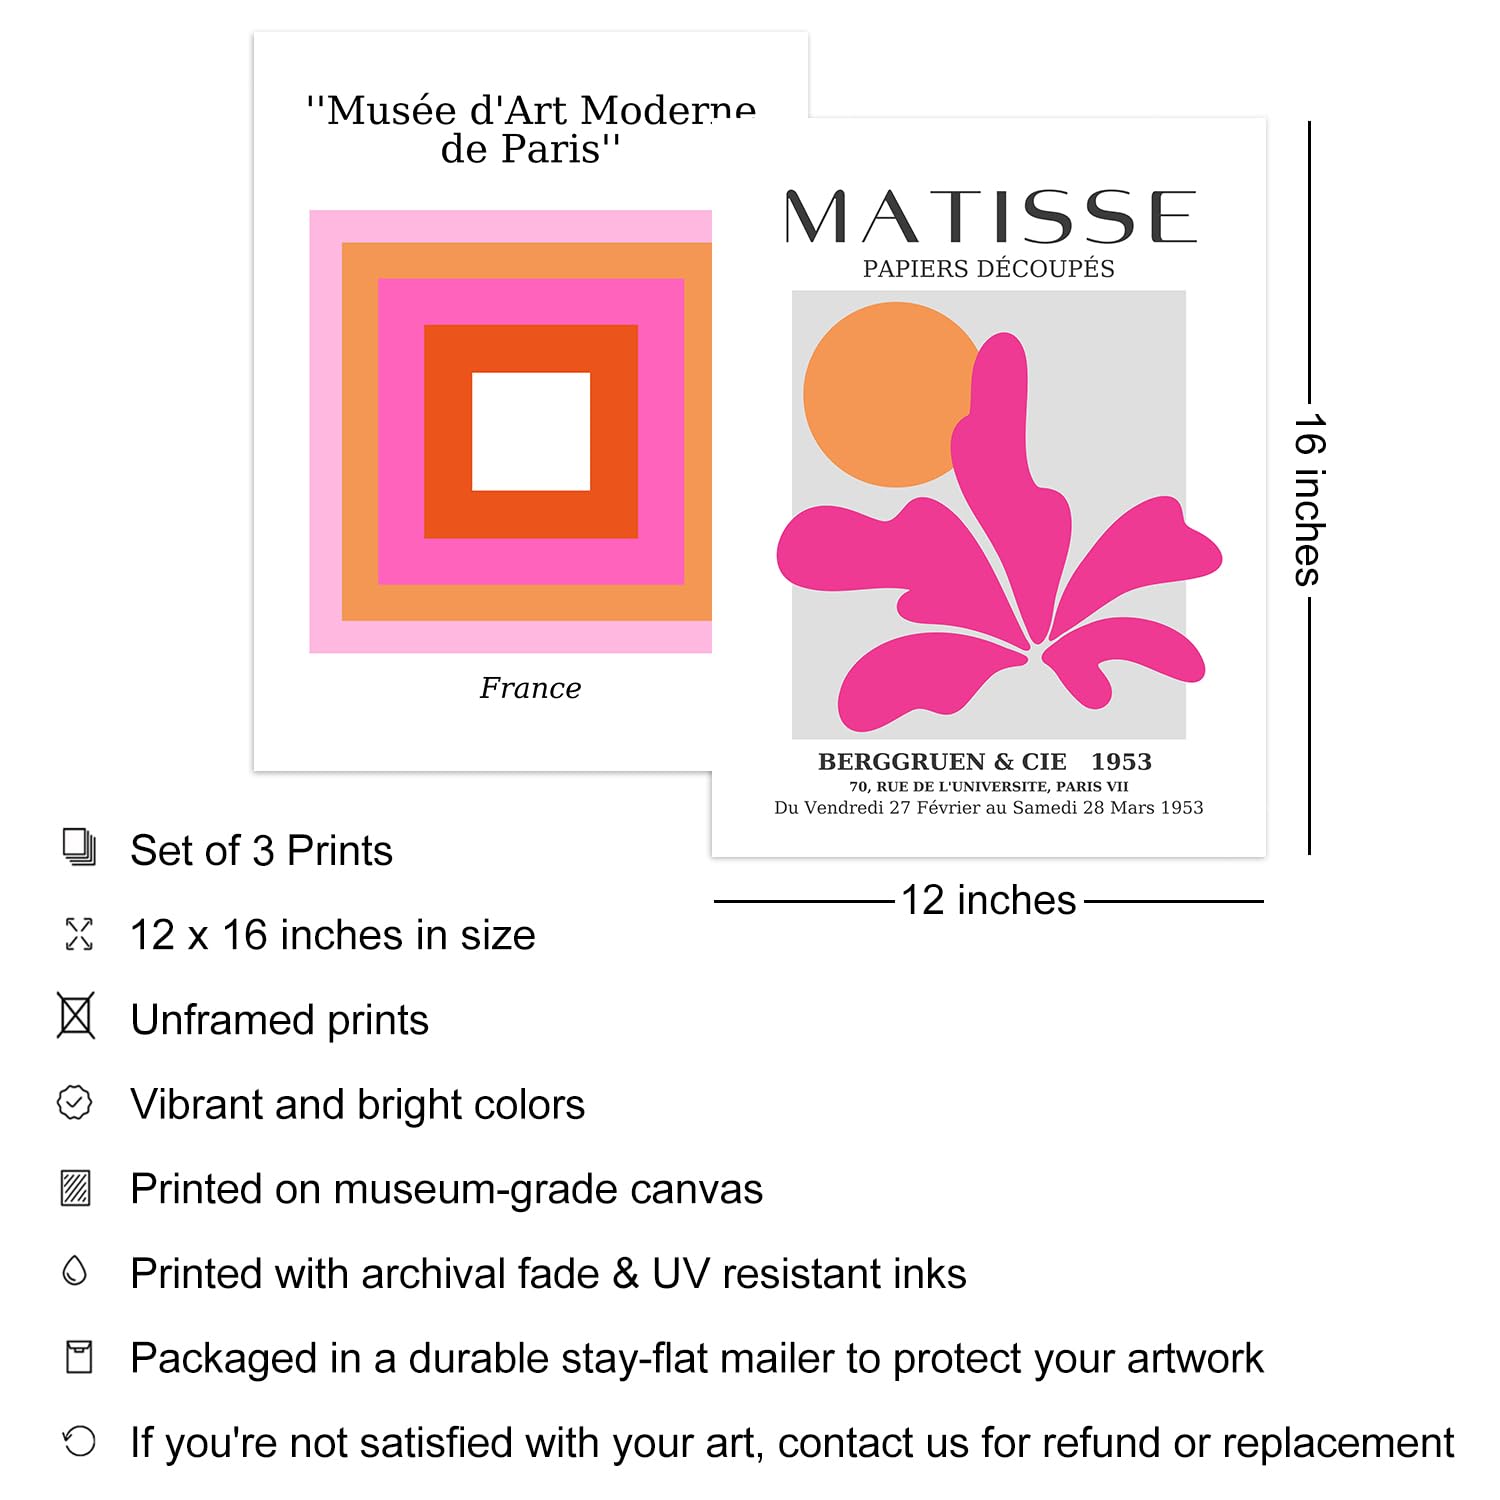 ''Musée d'Art Moderne
de Paris''
France
MATISSE
PAPIERS DÉCOUPÉS
BERGGRUEN & CIE 1953
70, RUE DE L'UNIVERSITE, PARIS VII
Du Vendredi 27 Février au Samedi 28 Mars 1953
16 inches
12 inches
Set of 3 Prints
12 x 16 inches in size
Unframed prints
Vibrant and bright colors
Printed on museum-grade canvas
Printed with archival fade & UV resistant inks
Packaged in a durable stay-flat mailer to protect your artwork
If you're not satisfied with your art, contact us for refund or replacement